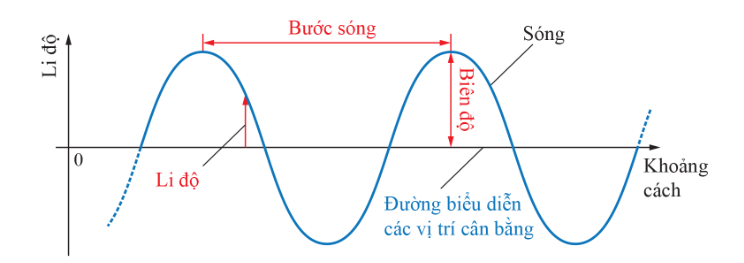 Bước sóng
Sóng
Li độ
Biên độ
0
Li độ
Khoảng
cách
Đường biểu diễn
các vị trí cân bằng